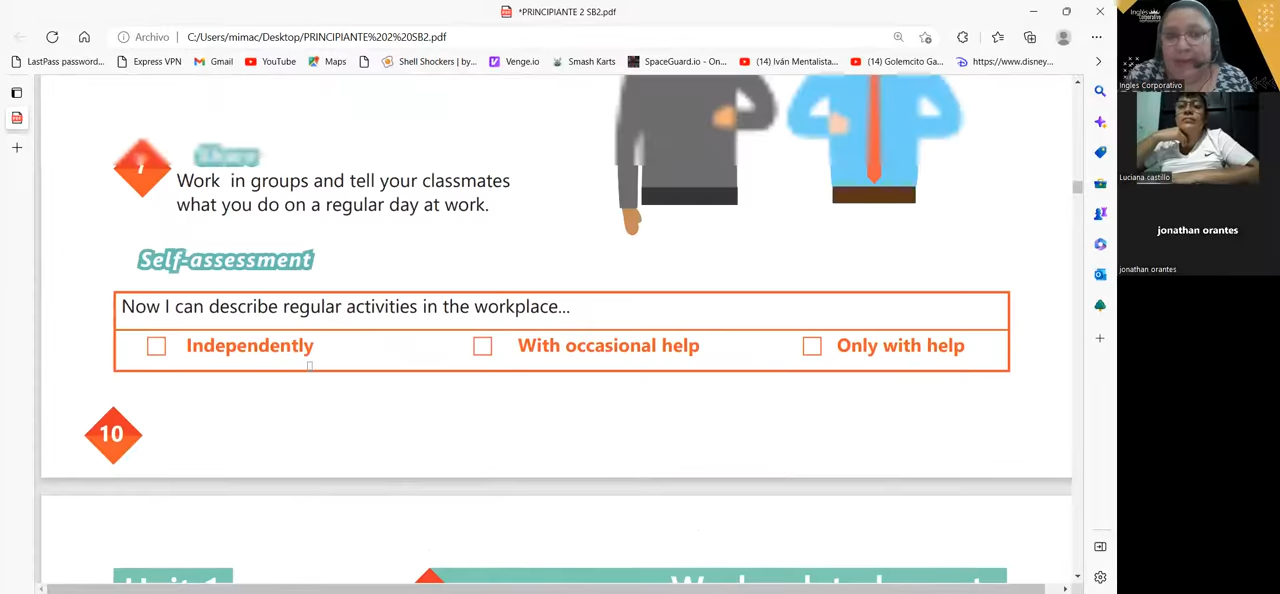 *PRINCIPIANTE 2 SB2.pdf
Archivo
C:/Users/mimac/Desktop/PRINCIPIANTE%202%20SB2.pdf
LastPass password...
Express VPN
Gmail
YouTube
Maps
Shell Shockers | by...
Venge.io
Smash Karts
SpaceGuard.io - On...
(14) Iván Mentalista...
(14) Golemcito Ga...
https://www.disney...
7
Share
Work in groups and tell your classmates
what you do on a regular day at work.
Self-assessment
Now I can describe regular activities in the workplace...
Independently
With occasional help
Only with help
10
Inglés
Corporativo
Ingles Corporativo
Luciana castillo
jonathan orantes
jonathan orantes